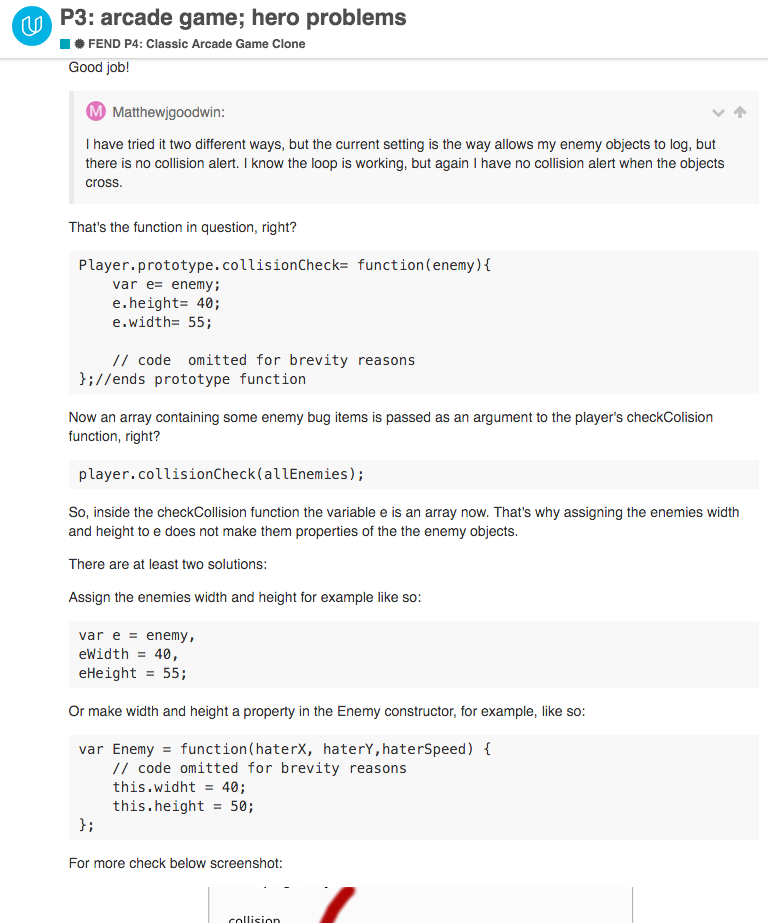 P3: arcade game; hero problems
FEND P4: Classic Arcade Game Clone
Good job!
M Matthewjgoodwin:
I have tried it two different ways, but the current setting is the way allows my enemy objects to log, but
there is no collision alert. I know the loop is working, but again I have no collision alert when the objects
cross.
That's the function in question, right?
Player.prototype.collisionCheck= function(enemy){
    var e= enemy;
    e.height= 40;
    e.width= 55;
    // code  omitted for brevity reasons
};//ends prototype function
Now an array containing some enemy bug items is passed as an argument to the player's checkColision
function, right?
player.collisionCheck(allEnemies);
So, inside the checkCollision function the variable e is an array now. That's why assigning the enemies width
and height to e does not make them properties of the the enemy objects.
There are at least two solutions:
Assign the enemies width and height for example like so:
var e = enemy,
eWidth = 40,
eHeight = 55;
Or make width and height a property in the Enemy constructor, for example, like so:
var Enemy = function(haterX, haterY,haterSpeed) {
    // code omitted for brevity reasons
    this.widht = 40;
    this.height = 50;
};
For more check below screenshot:
collision